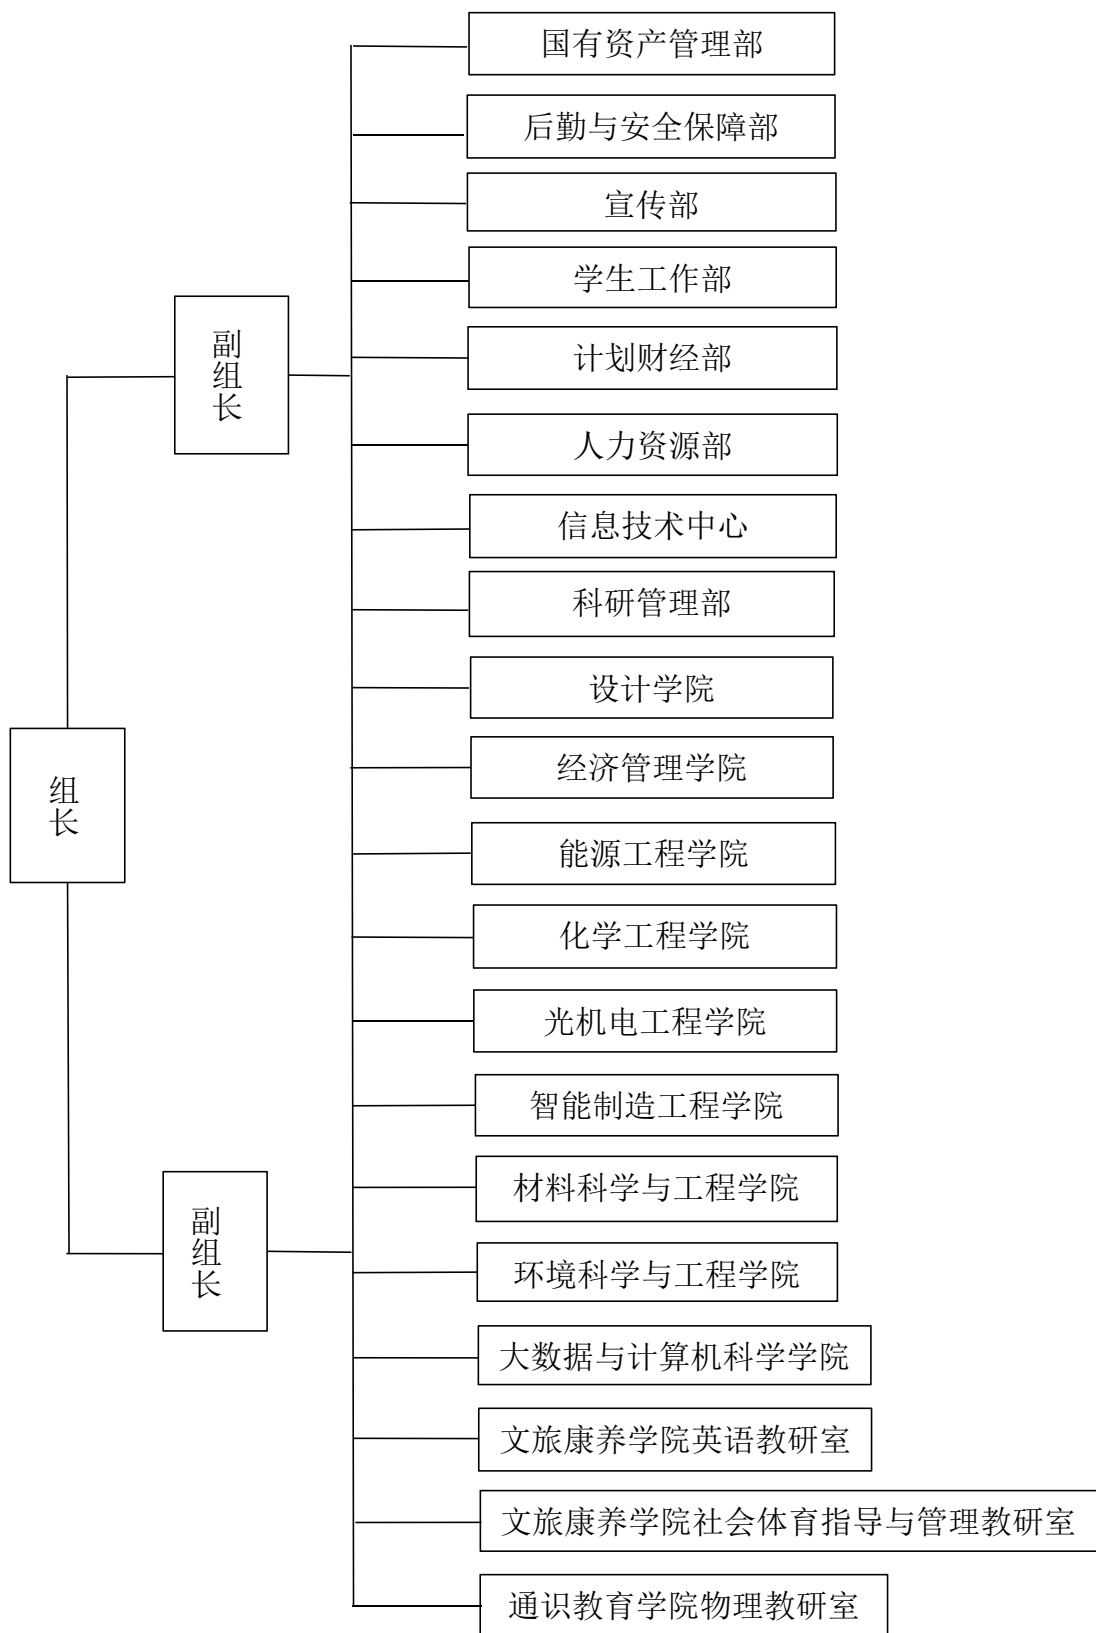 国有资产管理部
后勤与安全保障部
宣传部
学生工作部
副组长
计划财经部
人力资源部
信息技术中心
科研管理部
设计学院
经济管理学院
组长
能源工程学院
化学工程学院
光机电工程学院
智能制造工程学院
材料科学与工程学院
副组长
环境科学与工程学院
大数据与计算机科学学院
文旅康养学院英语教研室
文旅康养学院社会体育指导与管理教研室
通识教育学院物理教研室